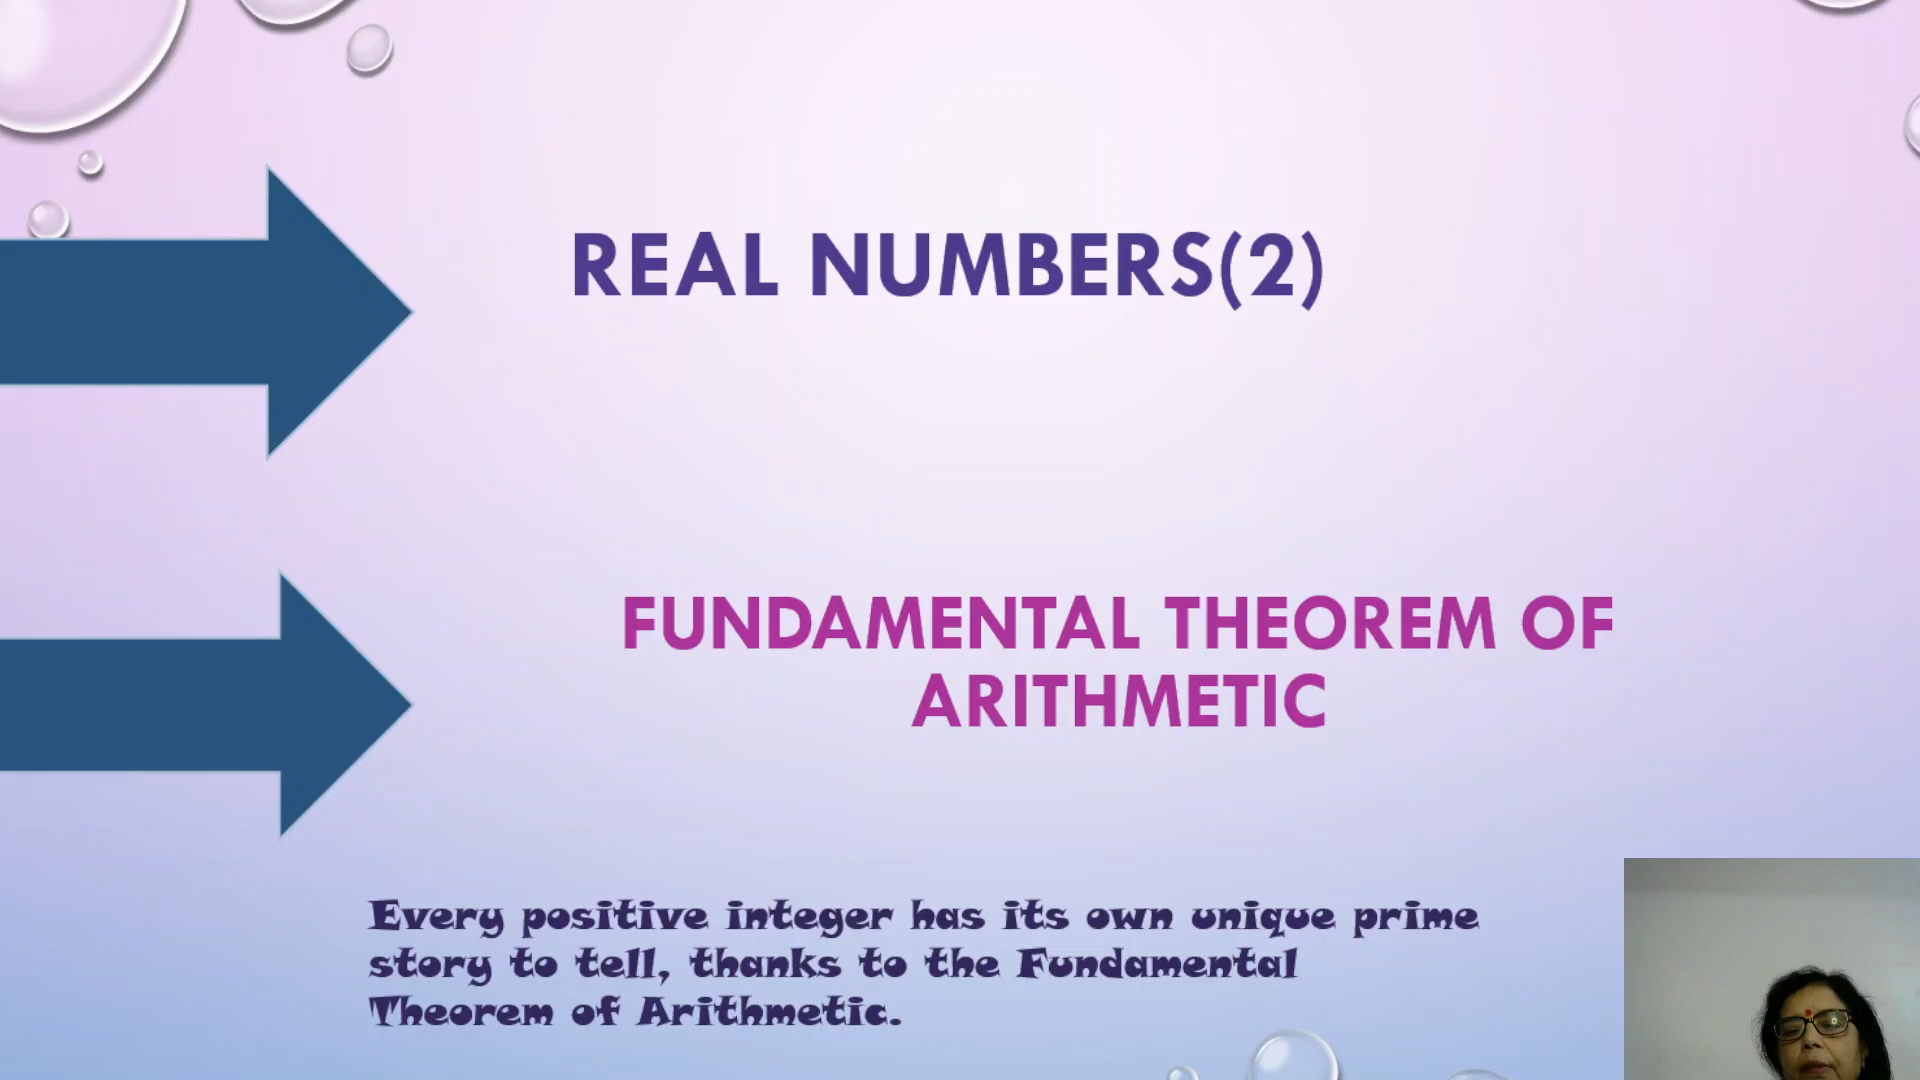 REAL NUMBERS(2)
FUNDAMENTAL THEOREM OF
ARITHMETIC
Every positive integer has its own unique prime
story to tell, thanks to the Fundamental
Theorem of Arithmetic.